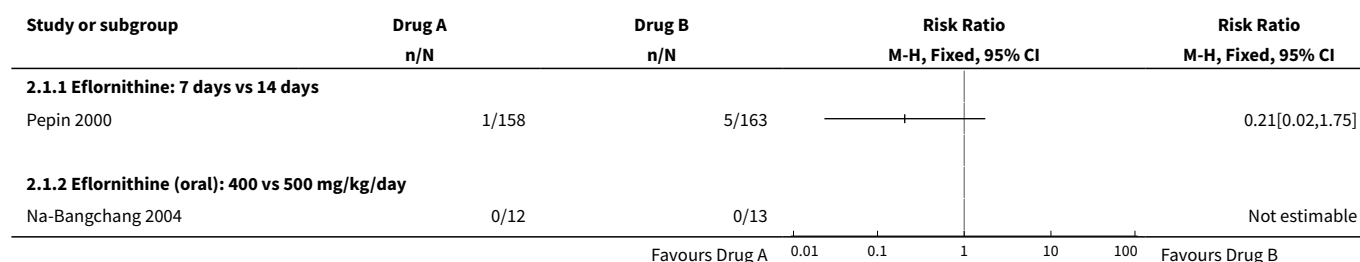 Study or subgroup Drug A Drug B Risk Ratio Risk Ratio
n/N n/N M-H, Fixed, 95% CI M-H, Fixed, 95% CI
2.1.1 Eflornithine: 7 days vs 14 days
Pepin 2000 1/158 5/163 0.21[0.02,1.75]
2.1.2 Eflornithine (oral): 400 vs 500 mg/kg/day
Na-Bangchang 2004 0/12 0/13 Not estimable
Favours Drug A 0.01 0.1 1 10 100 Favours Drug B